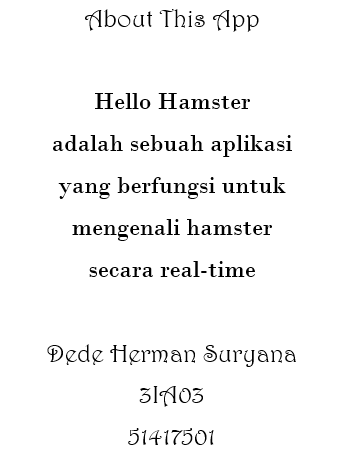 About This App
Hello Hamster
adalah sebuah aplikasi
yang berfungsi untuk
mengenali hamster
secara real-time
Dede Herman Suryana
3IA03
51417501